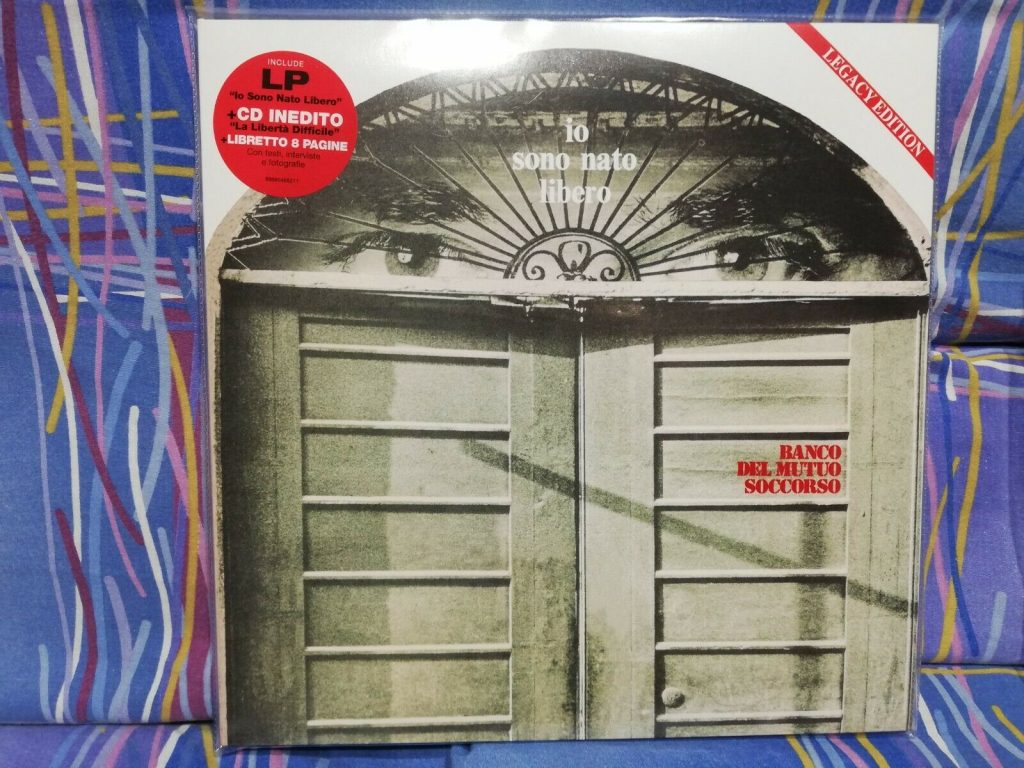 INCLUDE
LP
"Io Sono Nato Libero"
+CD INEDITO
"La Libertà Difficile"
+LIBRETTO 8 PAGINE
Con testi, interviste
e fotografie
LEGACY EDITION
io
sono nato
libero
BANCO
DEL MUTUO
SOCCORSO